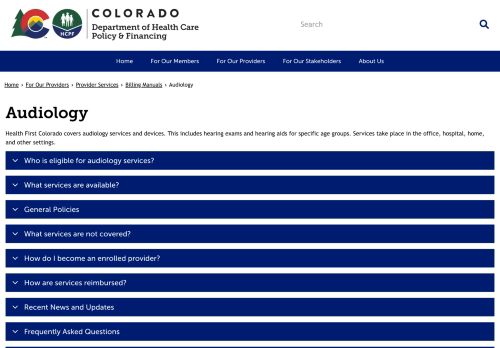 COLORADO
Department of Health Care
Policy & Financing
HCPF
Search
Home
For Our Members
For Our Providers
For Our Stakeholders
About Us
Home › For Our Providers › Provider Services › Billing Manuals › Audiology
Audiology
Health First Colorado covers audiology services and devices. This includes hearing exams and hearing aids for specific age groups. Services take place in the office, hospital, home,
and other settings.
Who is eligible for audiology services?
What services are available?
General Policies
What services are not covered?
How do I become an enrolled provider?
How are services reimbursed?
Recent News and Updates
Frequently Asked Questions